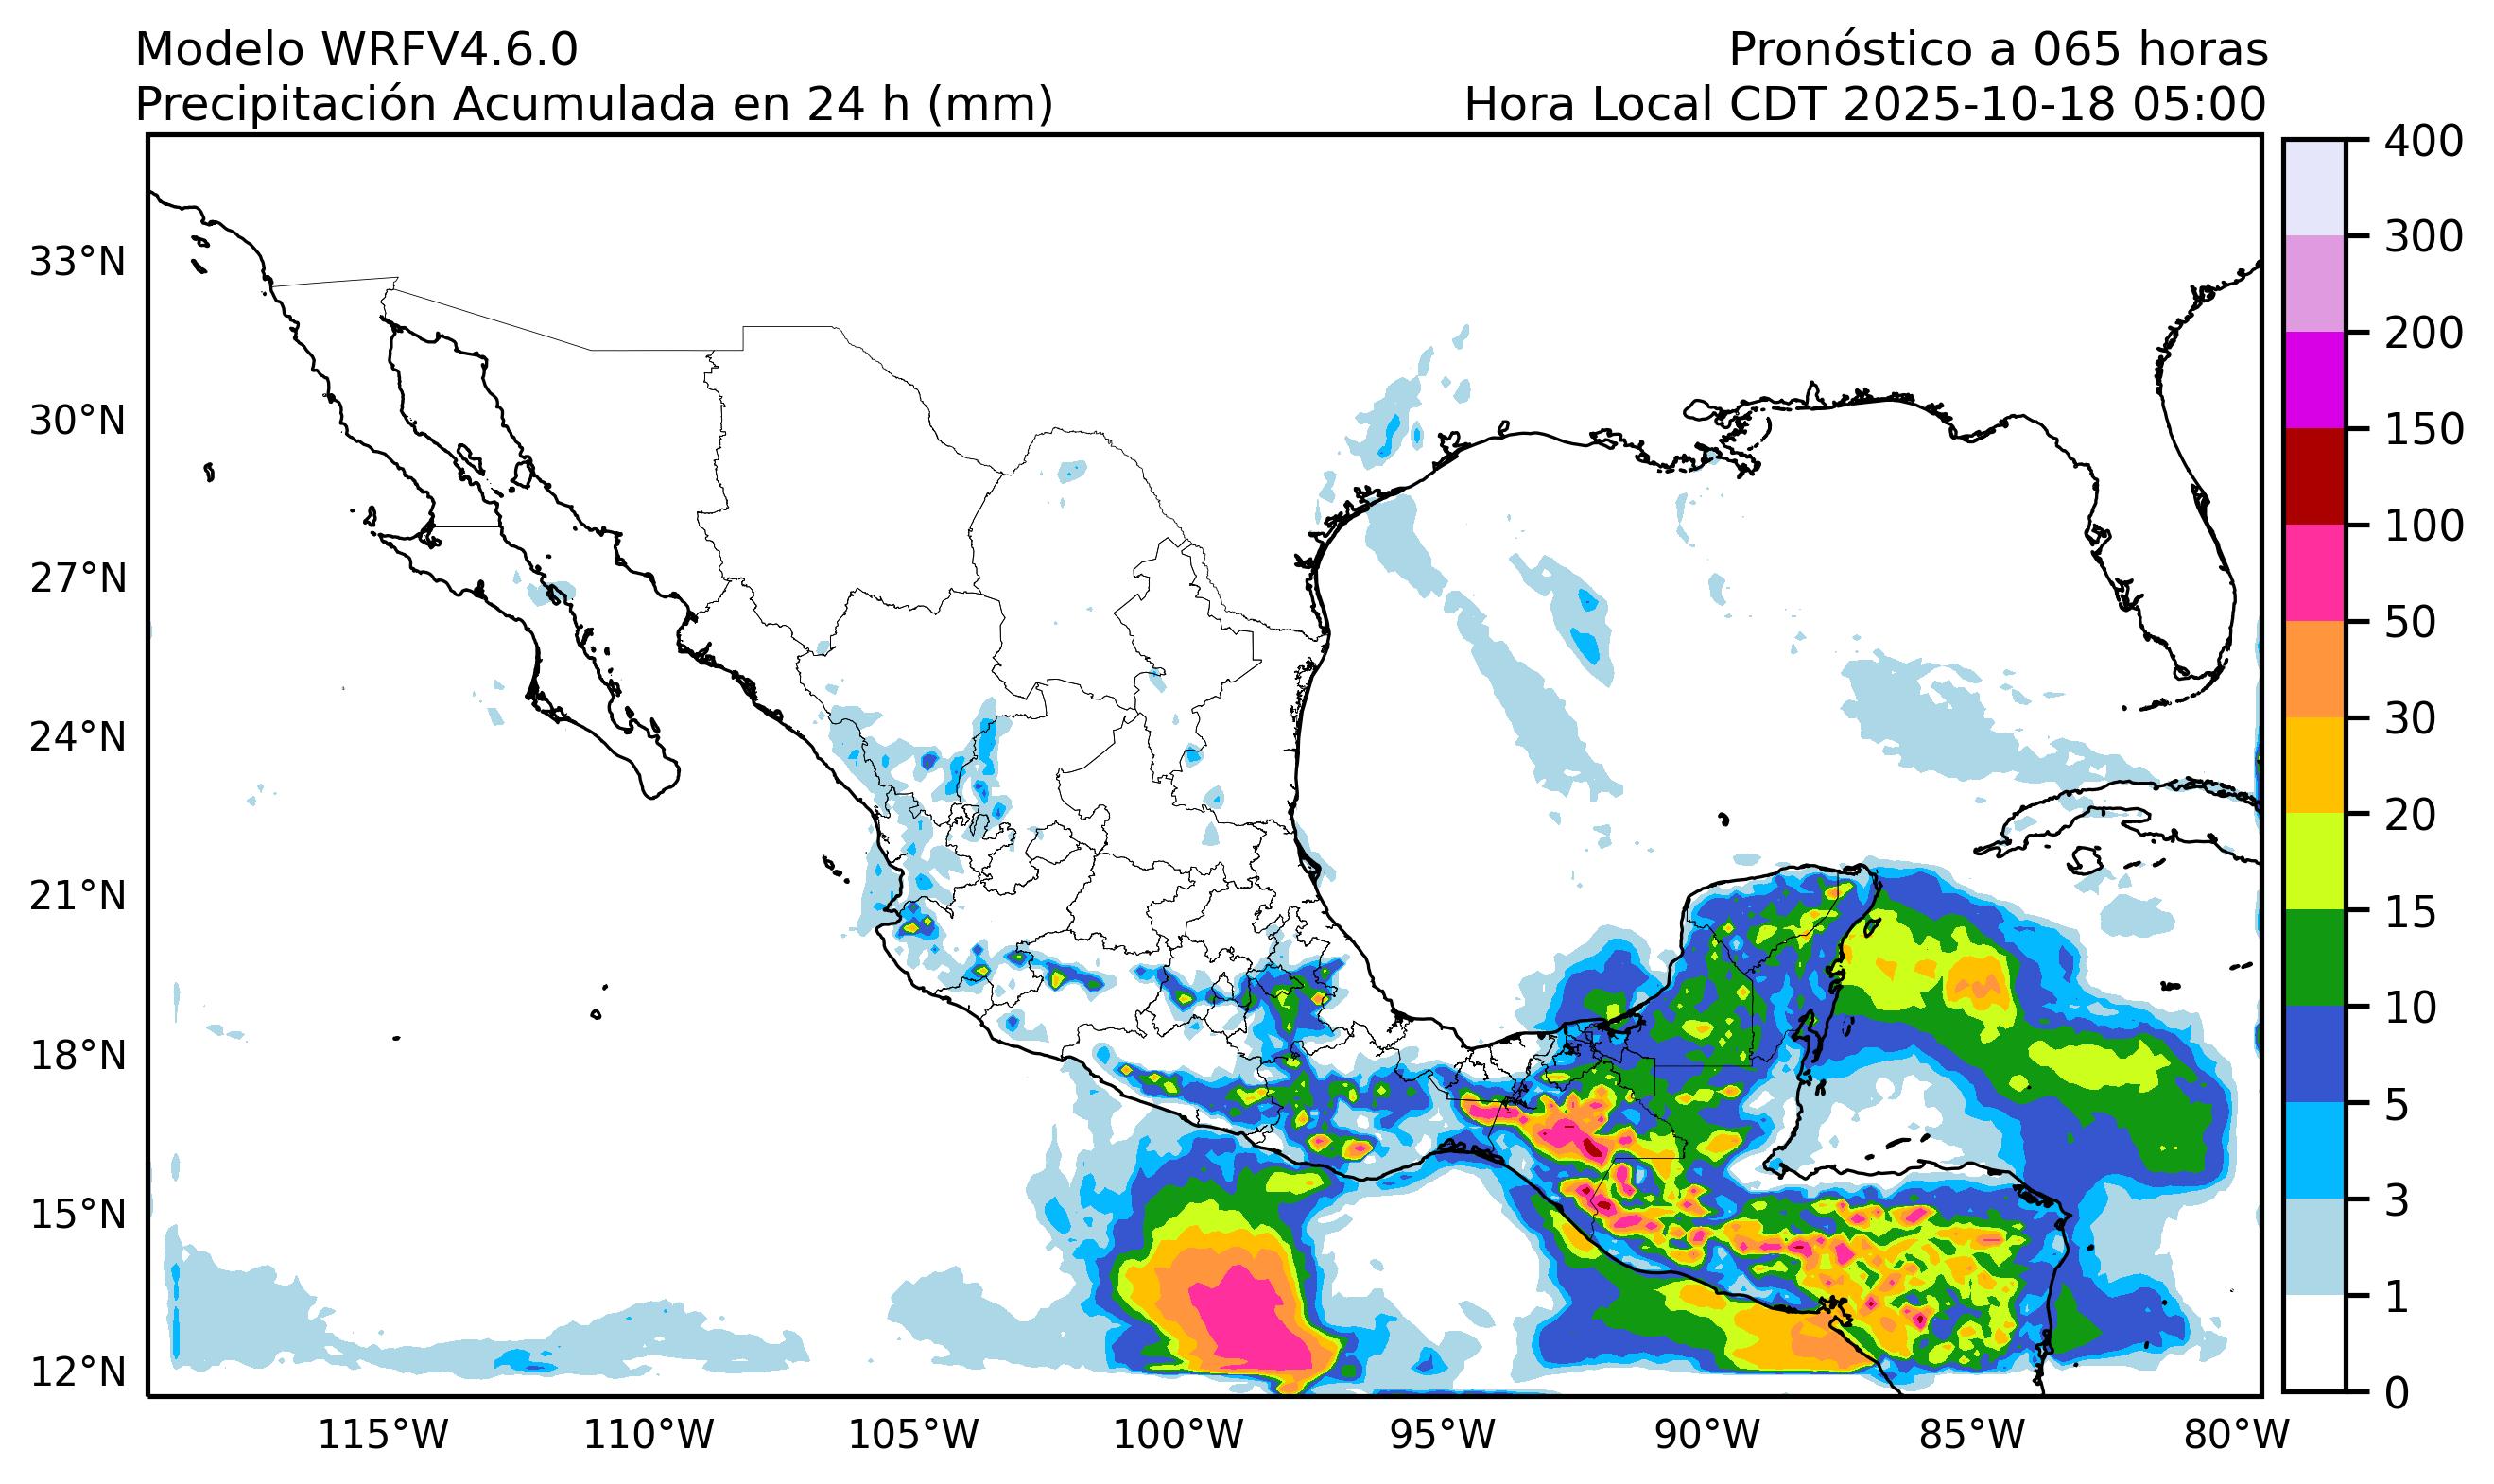 Modelo WRFV4.6.0
Pronóstico a 065 horas
Precipitación Acumulada en 24 h (mm)
Hora Local CDT 2025-10-18 05:00
33°N
30°N
27°N
24°N
21°N
18°N
15°N
12°N
115°W
110°W
105°W
100°W
95°W
90°W
85°W
80°W
400
300
200
150
100
50
30
20
15
10
5
3
1
0